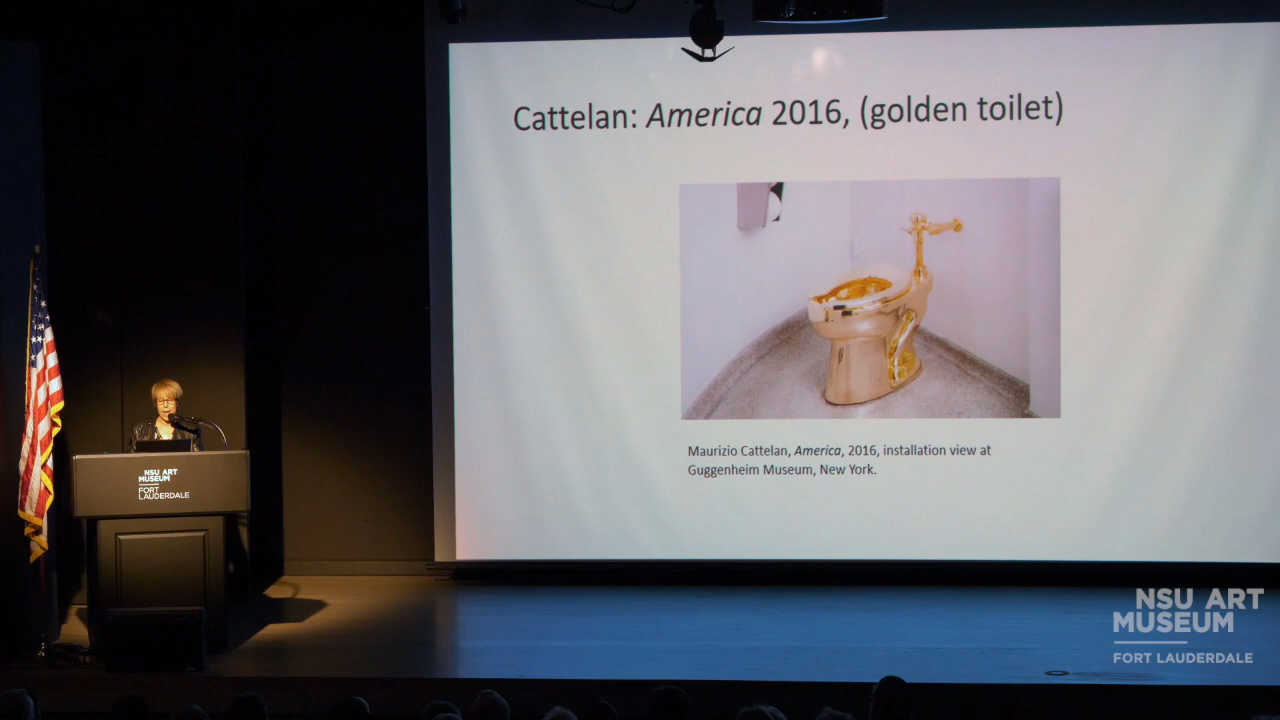 Cattelan: America 2016, (golden toilet)
Maurizio Cattelan, America, 2016, installation view at
Guggenheim Museum, New York.
NSU ART
MUSEUM
FORT
LAUDERDALE
NSU ART
MUSEUM
FORT LAUDERDALE